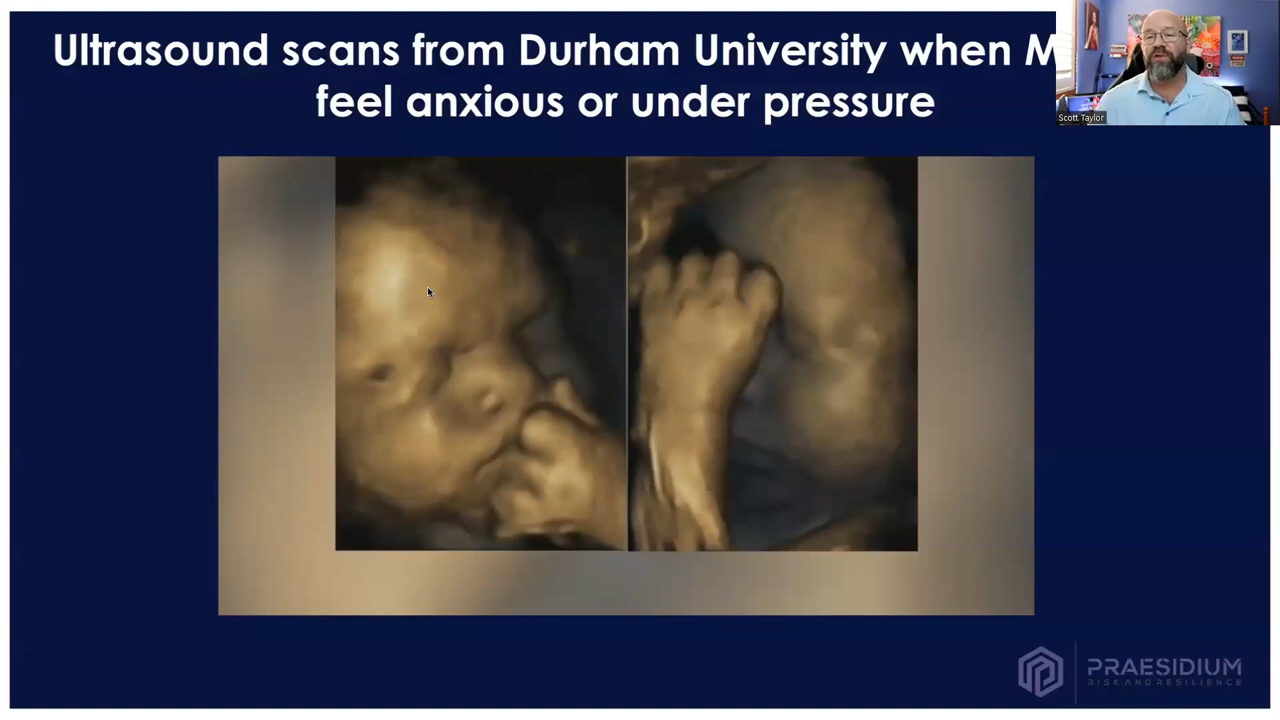 Ultrasound scans from Durham University when M
feel anxious or under pressure
Scott Taylor
PRAESIDIUM
RISK AND RESILIENCE